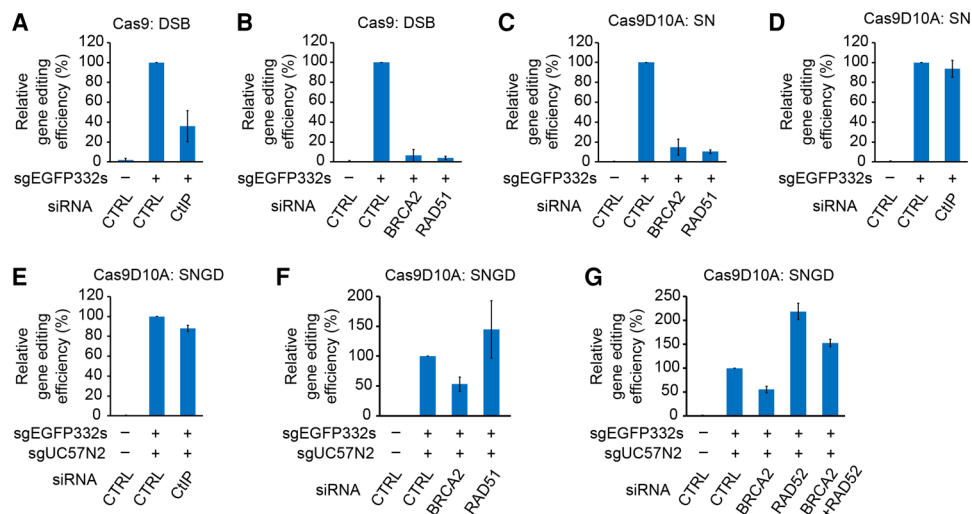 A
Cas9: DSB
Relative
gene editing
efficiency (%)
120
100
80
60
40
20
0
sgEGFP332s – + +
siRNA CTRL CTRL CtIP
B
Cas9: DSB
Relative
gene editing
efficiency (%)
120
100
80
60
40
20
0
sgEGFP332s – + + +
siRNA CTRL CTRL BRCA2 RAD51
C
Cas9D10A: SN
Relative
gene editing
efficiency (%)
120
100
80
60
40
20
0
sgEGFP332s – + + +
siRNA CTRL CTRL BRCA2 RAD51
D
Cas9D10A: SN
Relative
gene editing
efficiency (%)
120
100
80
60
40
20
0
sgEGFP332s – + +
siRNA CTRL CTRL CtIP
E
Cas9D10A: SNGD
Relative
gene editing
efficiency (%)
120
100
80
60
40
20
0
sgEGFP332s – + +
sgUC57N2 – + +
siRNA CTRL CTRL CtIP
F
Cas9D10A: SNGD
Relative
gene editing
efficiency (%)
200
150
100
50
0
sgEGFP332s – + + +
sgUC57N2 – + + +
siRNA CTRL CTRL BRCA2 RAD51
G
Cas9D10A: SNGD
Relative
gene editing
efficiency (%)
250
200
150
100
50
0
sgEGFP332s – + + + +
sgUC57N2 – + + + +
siRNA CTRL CTRL BRCA2 RAD52 BRCA2
+RAD52